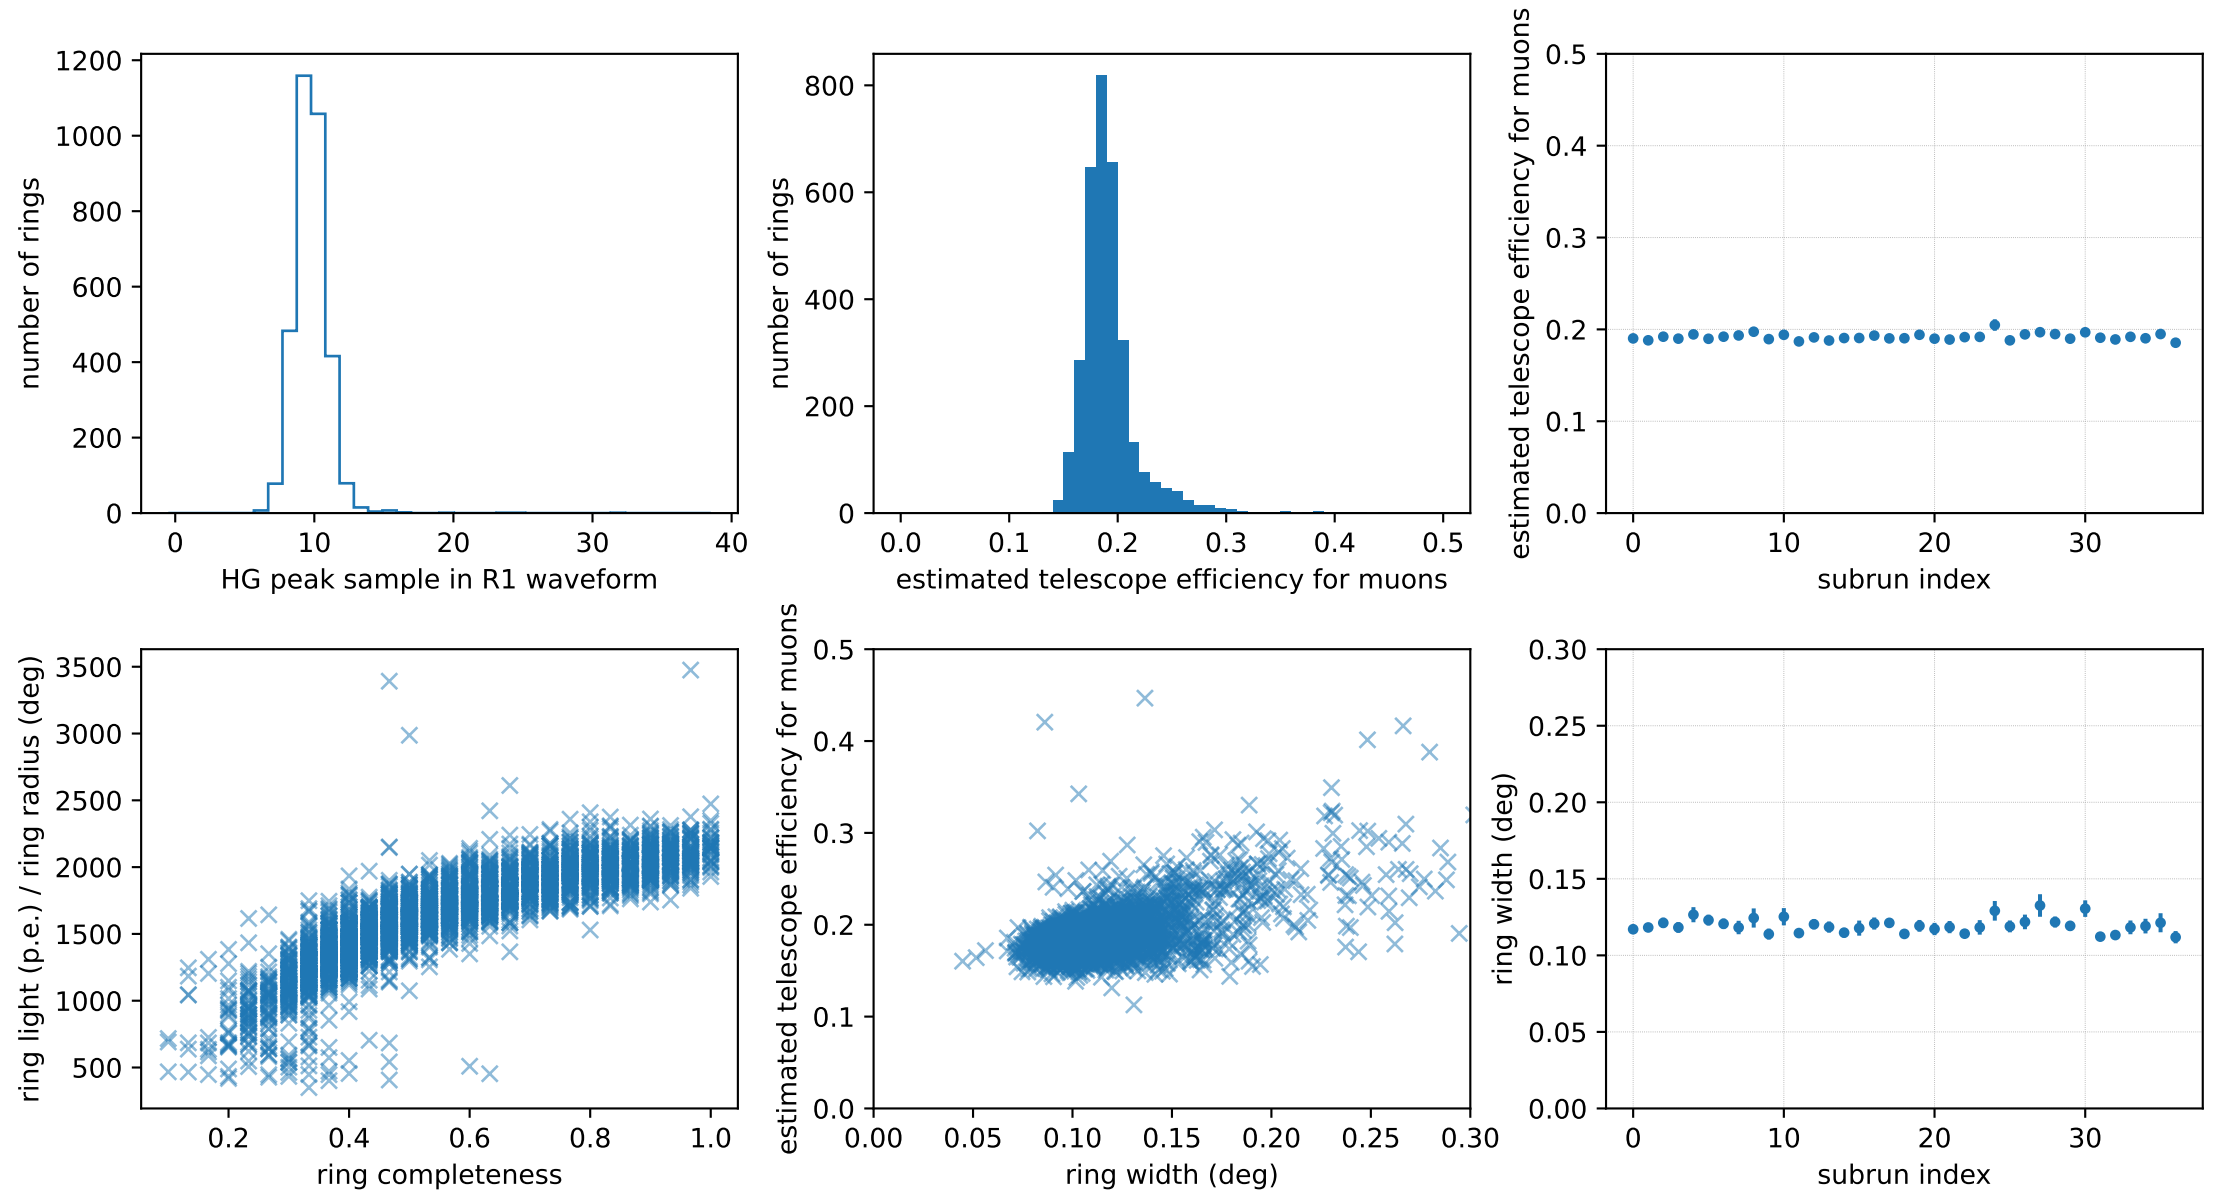 1200
1000
800
600
400
200
0
number of rings
0 10 20 30 40
HG peak sample in R1 waveform
800
600
400
200
0
number of rings
0.0 0.1 0.2 0.3 0.4 0.5
estimated telescope efficiency for muons
0.5
0.4
0.3
0.2
0.1
0.0
estimated telescope efficiency for muons
0 10 20 30
subrun index
3500
3000
2500
2000
1500
1000
500
ring light (p.e.) / ring radius (deg)
0.2 0.4 0.6 0.8 1.0
ring completeness
0.5
0.4
0.3
0.2
0.1
0.0
estimated telescope efficiency for muons
0.00 0.05 0.10 0.15 0.20 0.25 0.30
ring width (deg)
0.30
0.25
0.20
0.15
0.10
0.05
0.00
ring width (deg)
0 10 20 30
subrun index